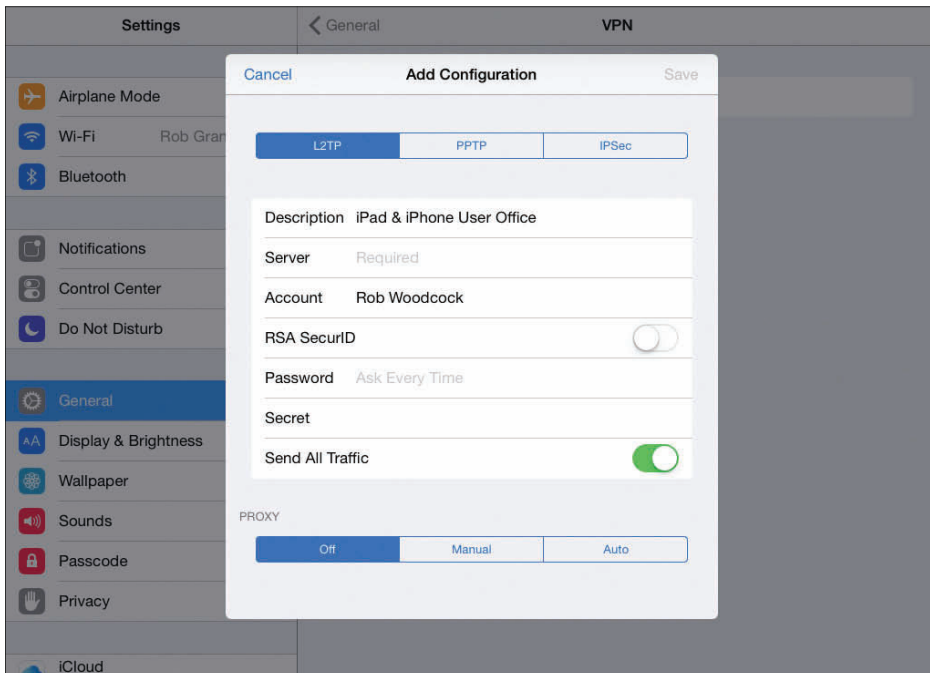 Settings
General
VPN
Airplane Mode
Wi-Fi Rob Gran
Bluetooth
Notifications
Control Center
Do Not Disturb
General
Display & Brightness
Wallpaper
Sounds
Passcode
Privacy
iCloud
Cancel Add Configuration Save
L2TP PPTP IPSec
Description iPad & iPhone User Office
Server Required
Account Rob Woodcock
RSA SecurID
Password Ask Every Time
Secret
Send All Traffic
PROXY
Off Manual Auto